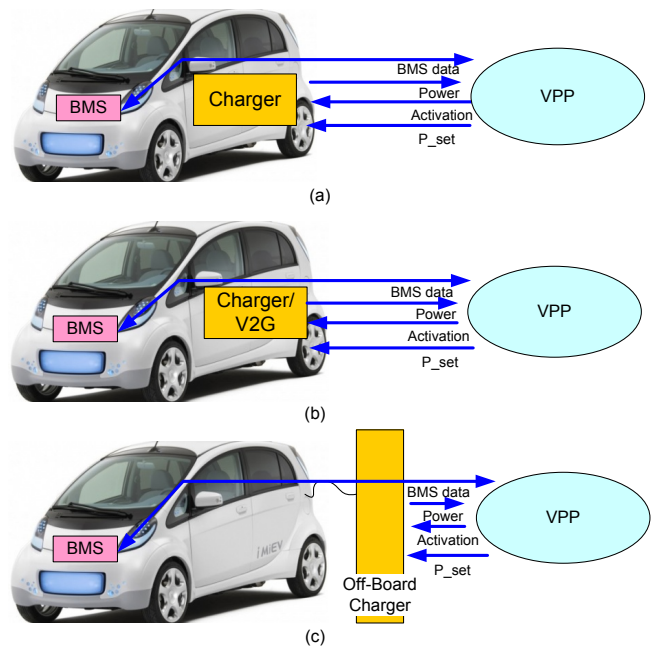 BMS
Charger
BMS data
Power
Activation
P_set
VPP
(a)
BMS
Charger/
V2G
BMS data
Power
Activation
P_set
VPP
(b)
BMS
i MiEV
BMS data
Power
Activation
P_set
VPP
Off-Board
Charger
(c)